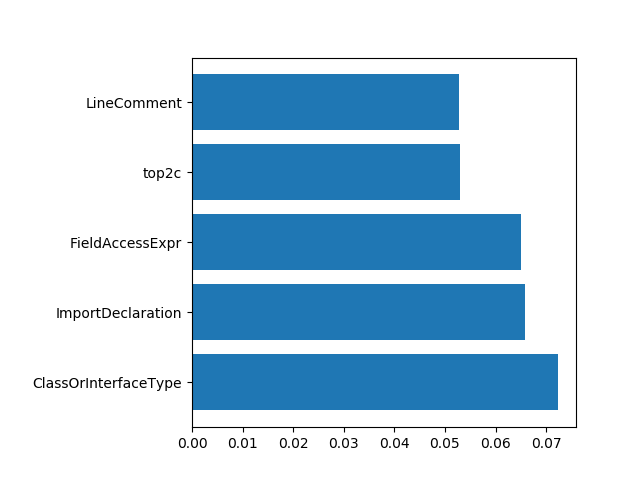 LineComment
top2c
FieldAccessExpr
ImportDeclaration
ClassOrInterfaceType
0.00 0.01 0.02 0.03 0.04 0.05 0.06 0.07